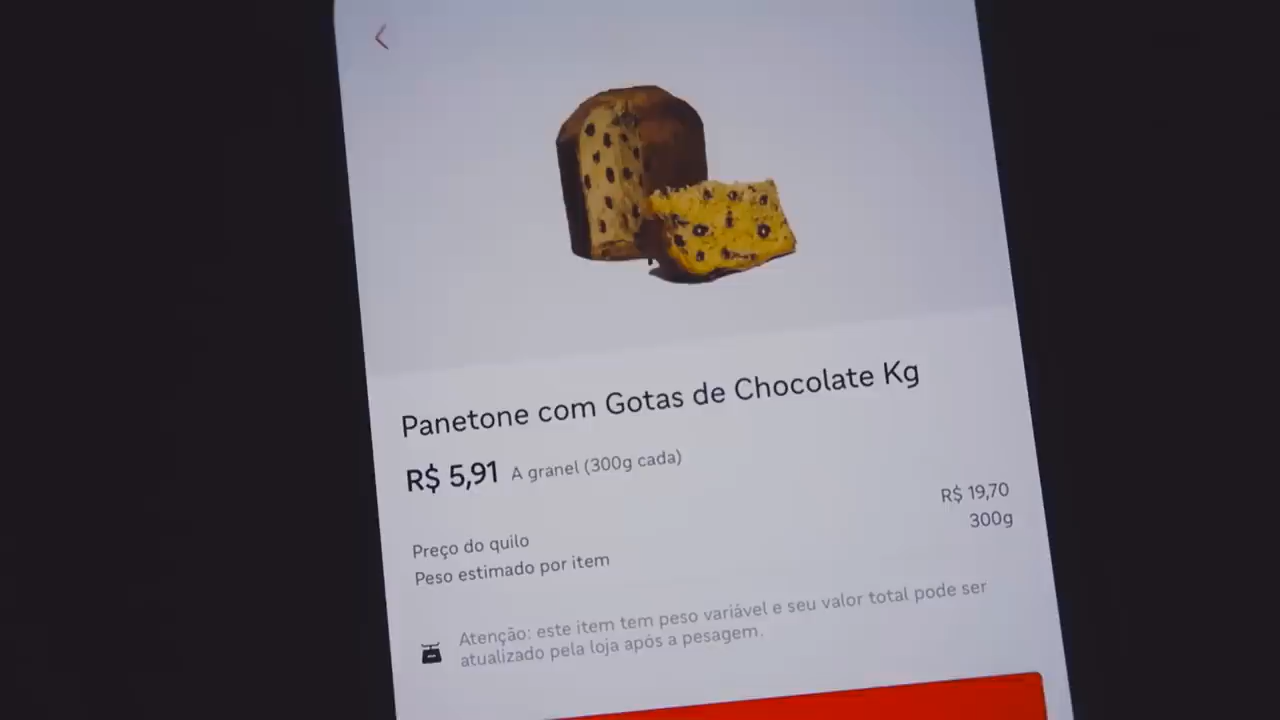 Panetone com Gotas de Chocolate Kg
R$ 5,91 A granel (300g cada)
Preço do quilo R$ 19,70
Peso estimado por item 300g
Atenção: este item tem peso variável e seu valor total pode ser
atualizado pela loja após a pesagem.